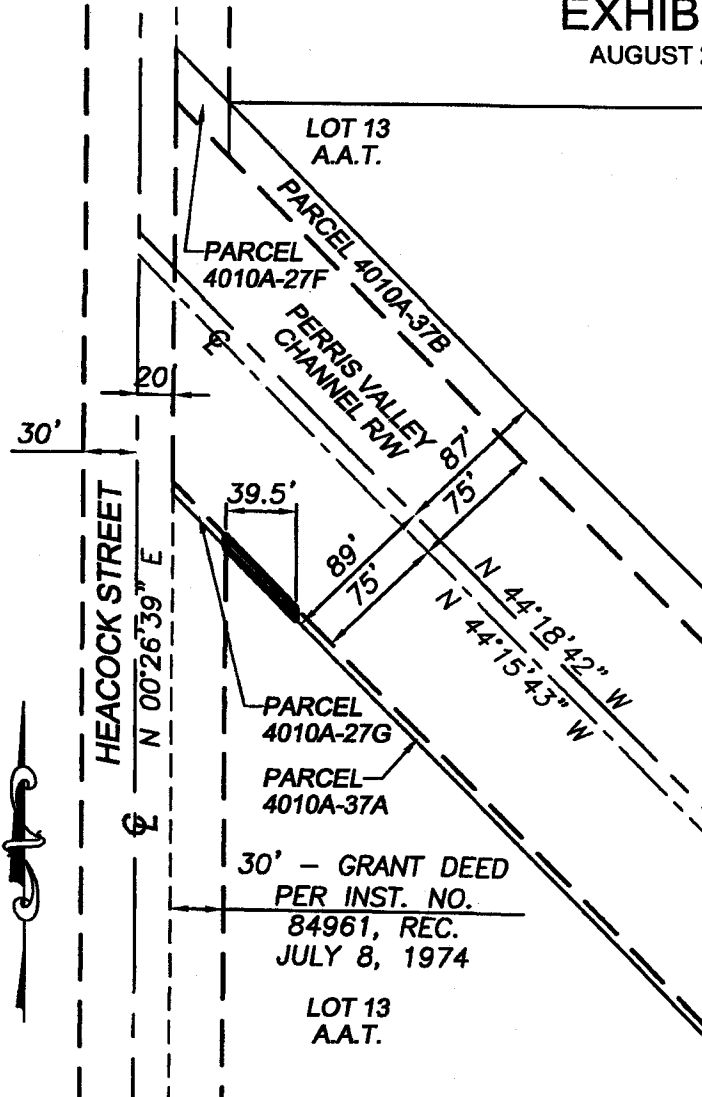 EXHIB
AUGUST 2
LOT 13
A.A.T.
PARCEL 4010A-37B
PARCEL
4010A-27F
PERRIS VALLEY
CHANNEL R/W
℄
20
30'
39.5'
87'
75'
89'
75'
HEACOCK STREET
N 00°26'39" E
N 44°18'42" W
N 44°15'43" W
PARCEL
4010A-27G
PARCEL
4010A-37A
℄
30' - GRANT DEED
PER INST. NO.
84961, REC.
JULY 8, 1974
LOT 13
A.A.T.